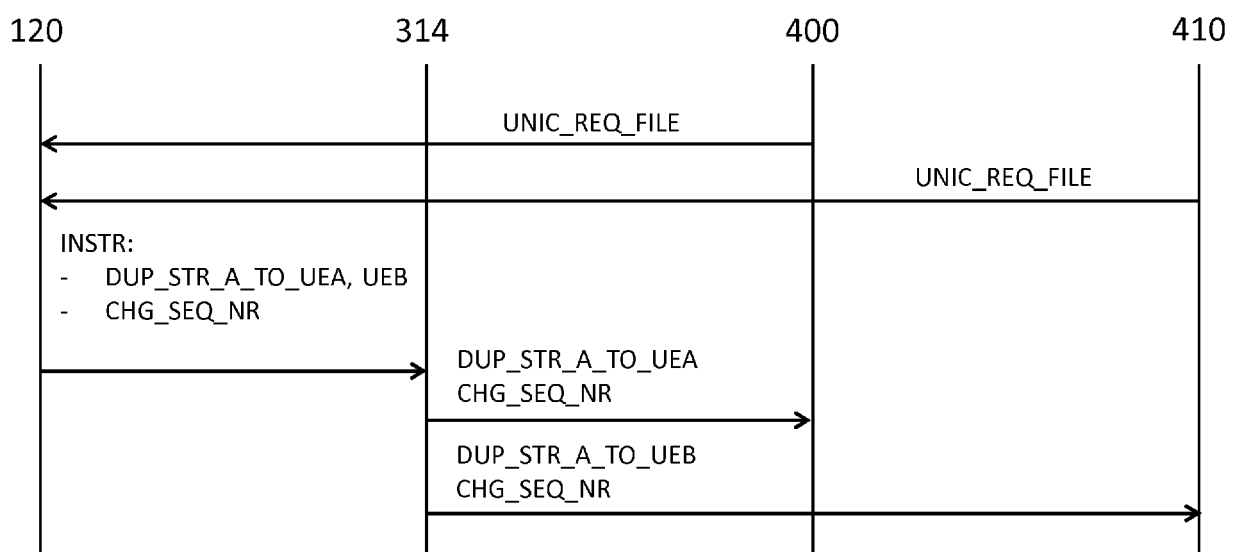 120 314 400 410
UNIC_REQ_FILE
UNIC_REQ_FILE
INSTR:
- DUP_STR_A_TO_UEA, UEB
- CHG_SEQ_NR
DUP_STR_A_TO_UEA
CHG_SEQ_NR
DUP_STR_A_TO_UEB
CHG_SEQ_NR